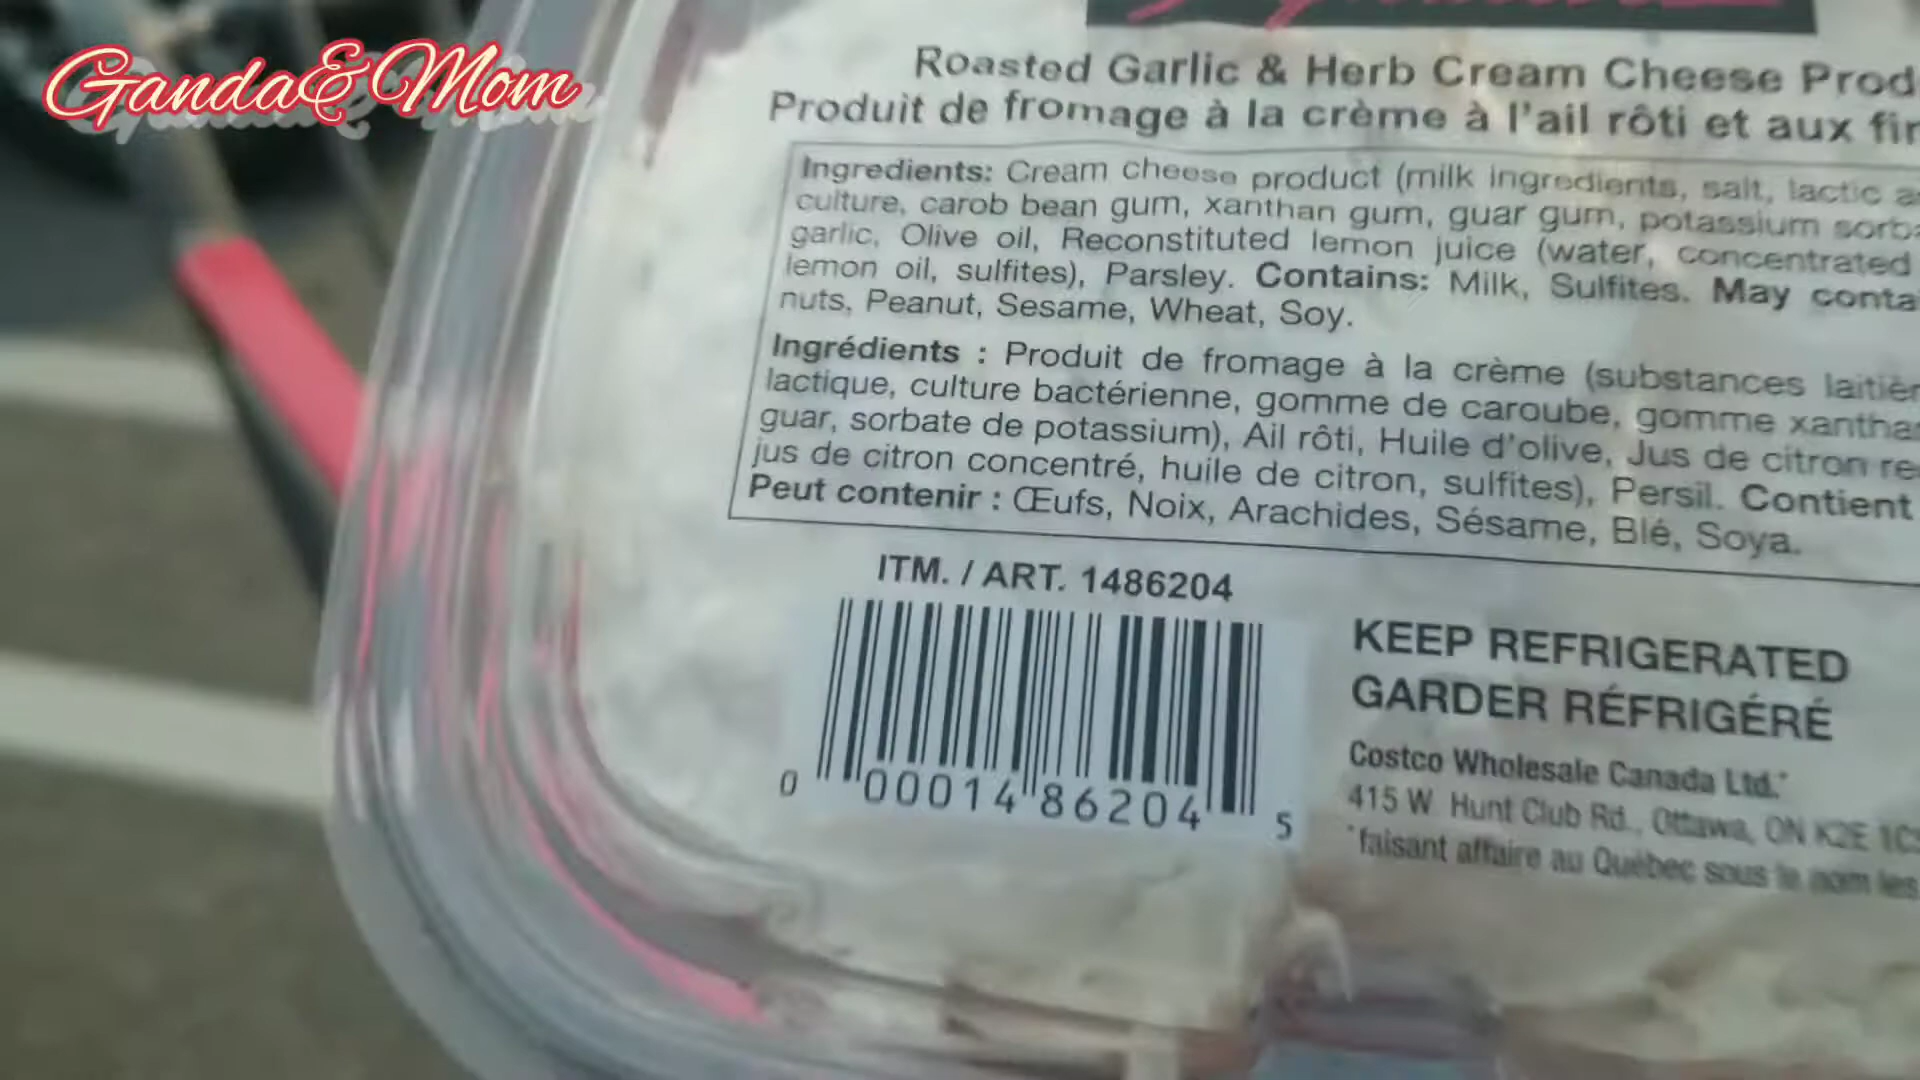 Ganda&Mom
Roasted Garlic & Herb Cream Cheese Prod
Produit de fromage à la crème à l'ail rôti et aux fin
Ingredients: Cream cheese product (milk ingredients, salt, lactic a
culture, carob bean gum, xanthan gum, guar gum, potassium sorba
garlic, Olive oil, Reconstituted lemon juice (water, concentrated
lemon oil, sulfites), Parsley. Contains: Milk, Sulfites. May conta
nuts, Peanut, Sesame, Wheat, Soy.
Ingrédients : Produit de fromage à la crème (substances laitièr
lactique, culture bactérienne, gomme de caroube, gomme xantha
guar, sorbate de potassium), Ail rôti, Huile d'olive, Jus de citron re
jus de citron concentré, huile de citron, sulfites), Persil. Contient
Peut contenir : Œufs, Noix, Arachides, Sésame, Blé, Soya.
ITM. / ART. 1486204
0 00014 86204 5
KEEP REFRIGERATED
GARDER RÉFRIGÉRÉ
Costco Wholesale Canada Ltd.*
415 W. Hunt Club Rd., Ottawa, ON K2E 1C
*faisant affaire au Québec sous le nom les